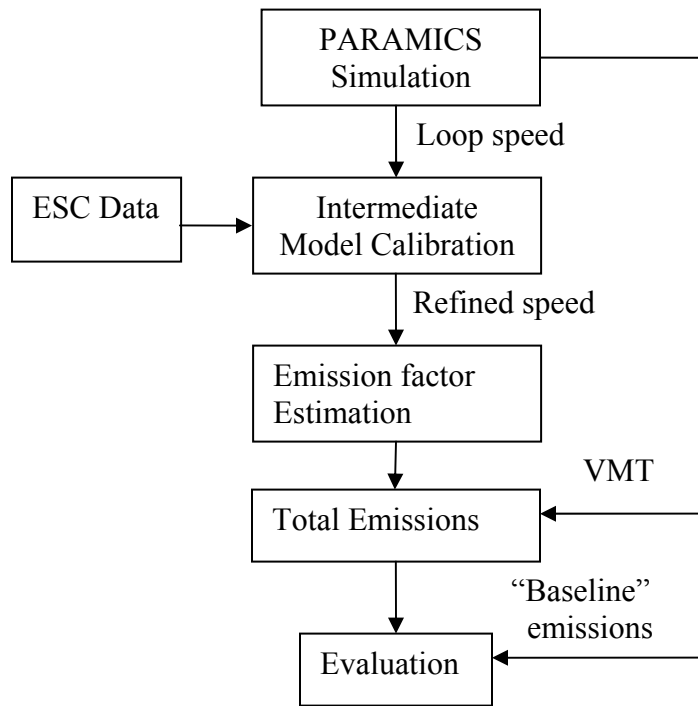 PARAMICS
Simulation
Loop speed
ESC Data
Intermediate
Model Calibration
Refined speed
Emission factor
Estimation
VMT
Total Emissions
“Baseline”
emissions
Evaluation